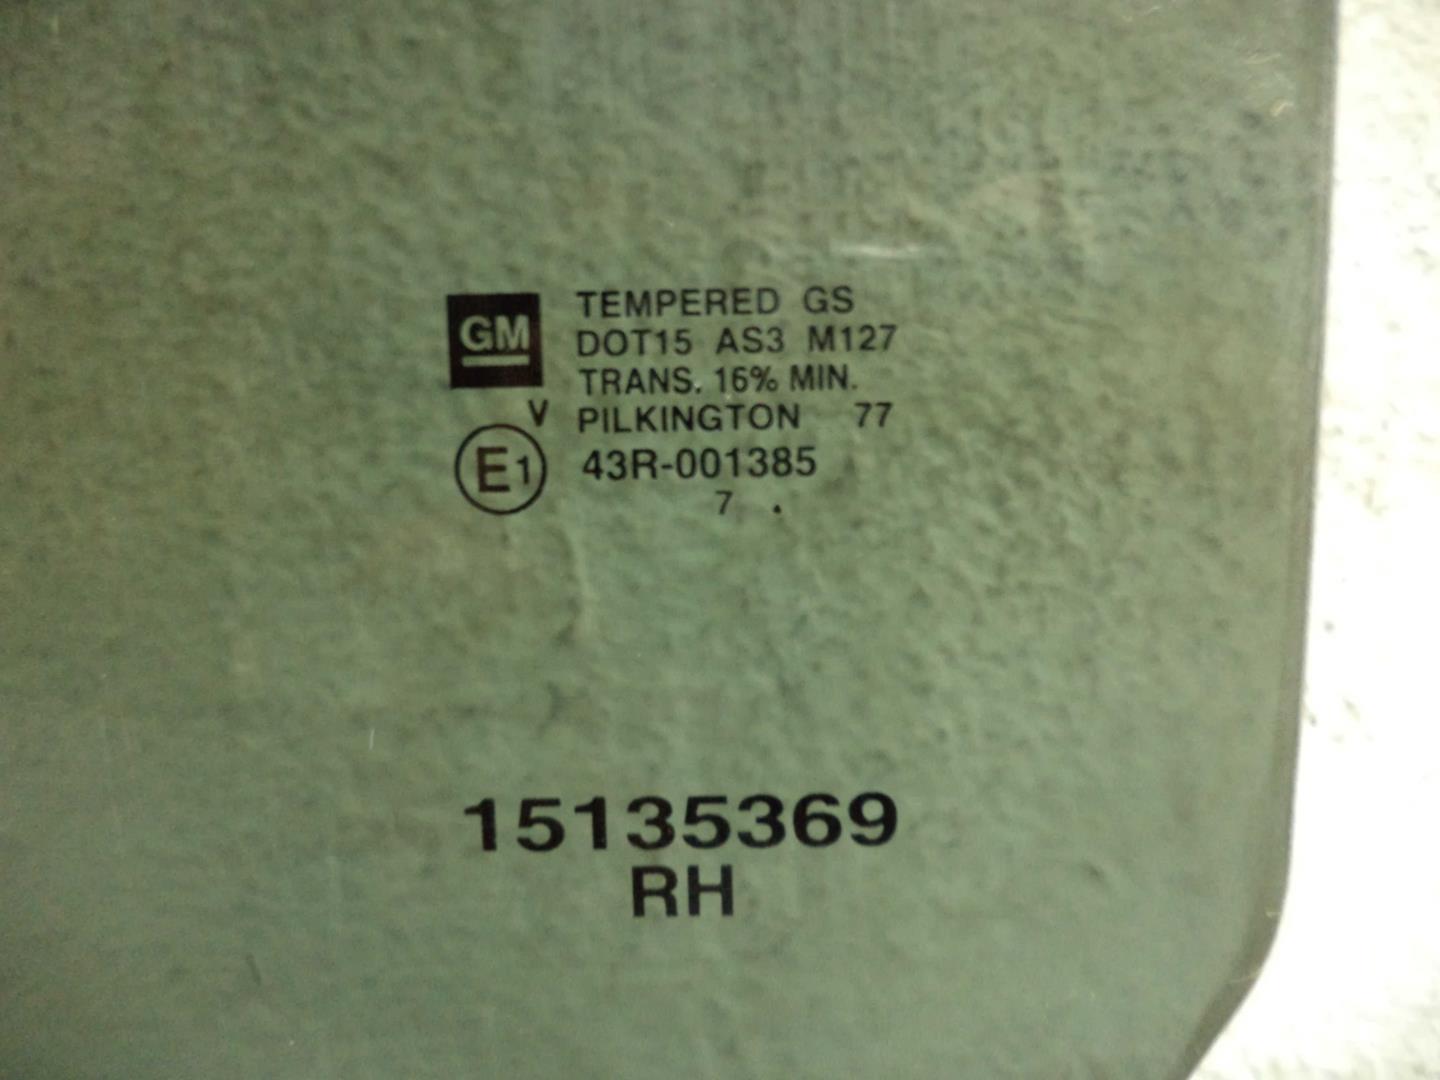 GM
TEMPERED GS
DOT15 AS3 M127
TRANS. 16% MIN.
V PILKINGTON 77
E1 43R-001385
7 .
15135369
RH